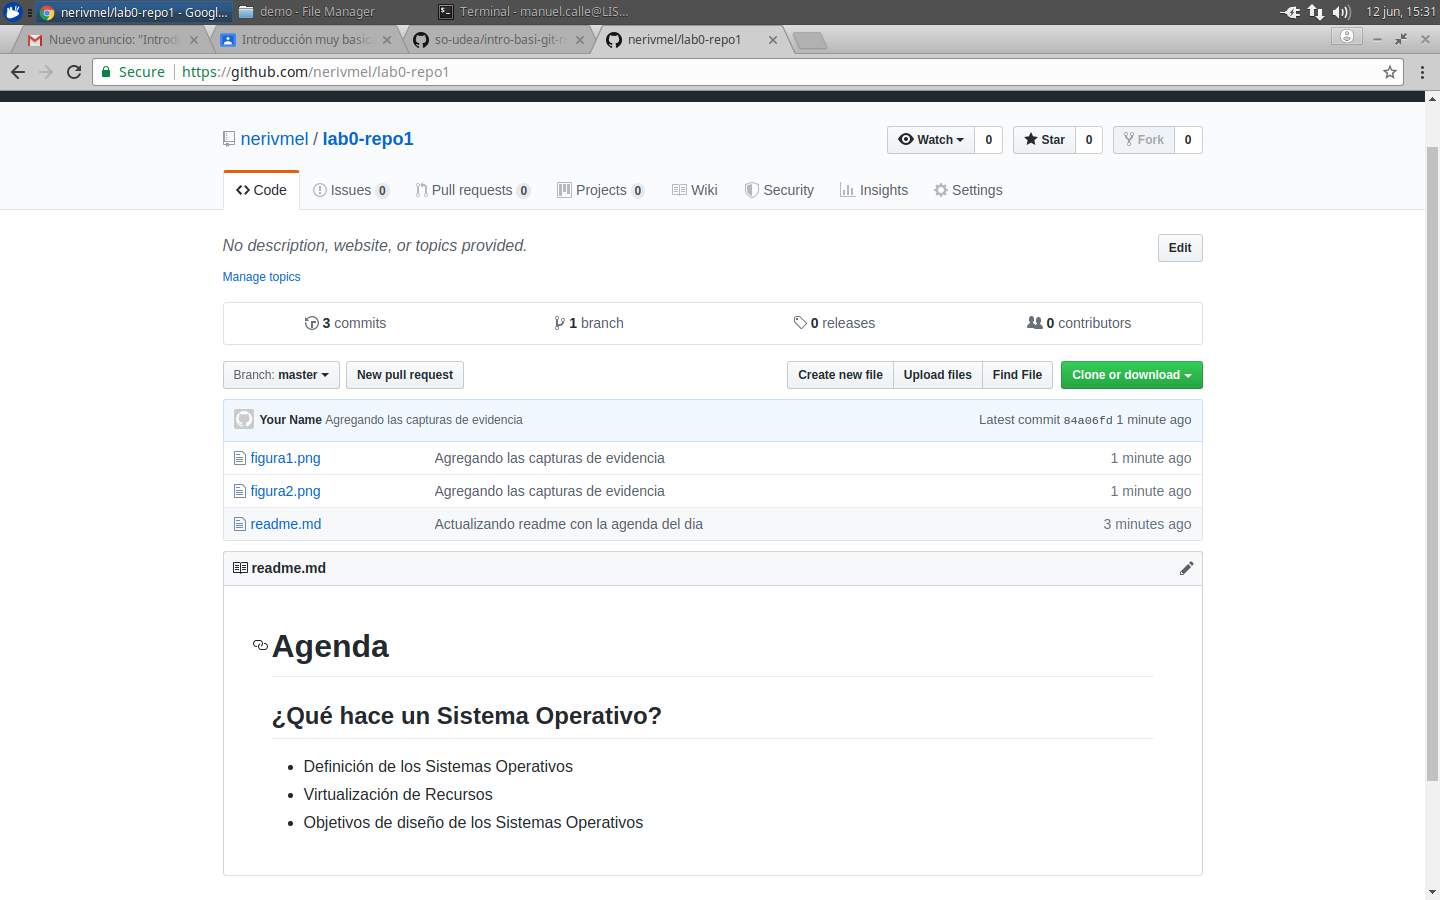 nerivmel/lab0-repo1 - Googl... demo - File Manager Terminal - manuel.calle@LIS... 12 jun, 15:31
Nuevo anuncio: "Introd Introducción muy basic so-udea/intro-basi-git-n nerivmel/lab0-repo1
Secure https://github.com/nerivmel/lab0-repo1
nerivmel / lab0-repo1 Watch 0 Star 0 Fork 0
Code Issues 0 Pull requests 0 Projects 0 Wiki Security Insights Settings
No description, website, or topics provided. Edit
Manage topics
3 commits 1 branch 0 releases 0 contributors
Branch: master New pull request Create new file Upload files Find File Clone or download
Your Name Agregando las capturas de evidencia Latest commit 84a06fd 1 minute ago
figura1.png Agregando las capturas de evidencia 1 minute ago
figura2.png Agregando las capturas de evidencia 1 minute ago
readme.md Actualizando readme con la agenda del dia 3 minutes ago
readme.md
Agenda
¿Qué hace un Sistema Operativo?
Definición de los Sistemas Operativos
Virtualización de Recursos
Objetivos de diseño de los Sistemas Operativos